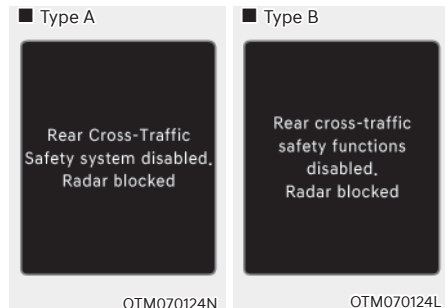 ■ Type A
Rear Cross-Traffic
Safety system disabled.
Radar blocked
OTM070124N
■ Type B
Rear cross-traffic
safety functions
disabled.
Radar blocked
OTM070124L